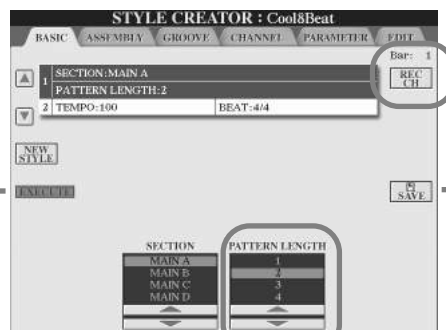 STYLE CREATOR : Cool8Beat
BASIC ASSEMBLY GROOVE CHANNEL PARAMETER EDIT
Bar: 1
1 SECTION:MAIN A
PATTERN LENGTH:2
REC CH
2 TEMPO:100 BEAT:4/4
NEW STYLE
EXECUTE
SAVE
SECTION
MAIN A
MAIN B
MAIN C
MAIN D
PATTERN LENGTH
1
2
3
4